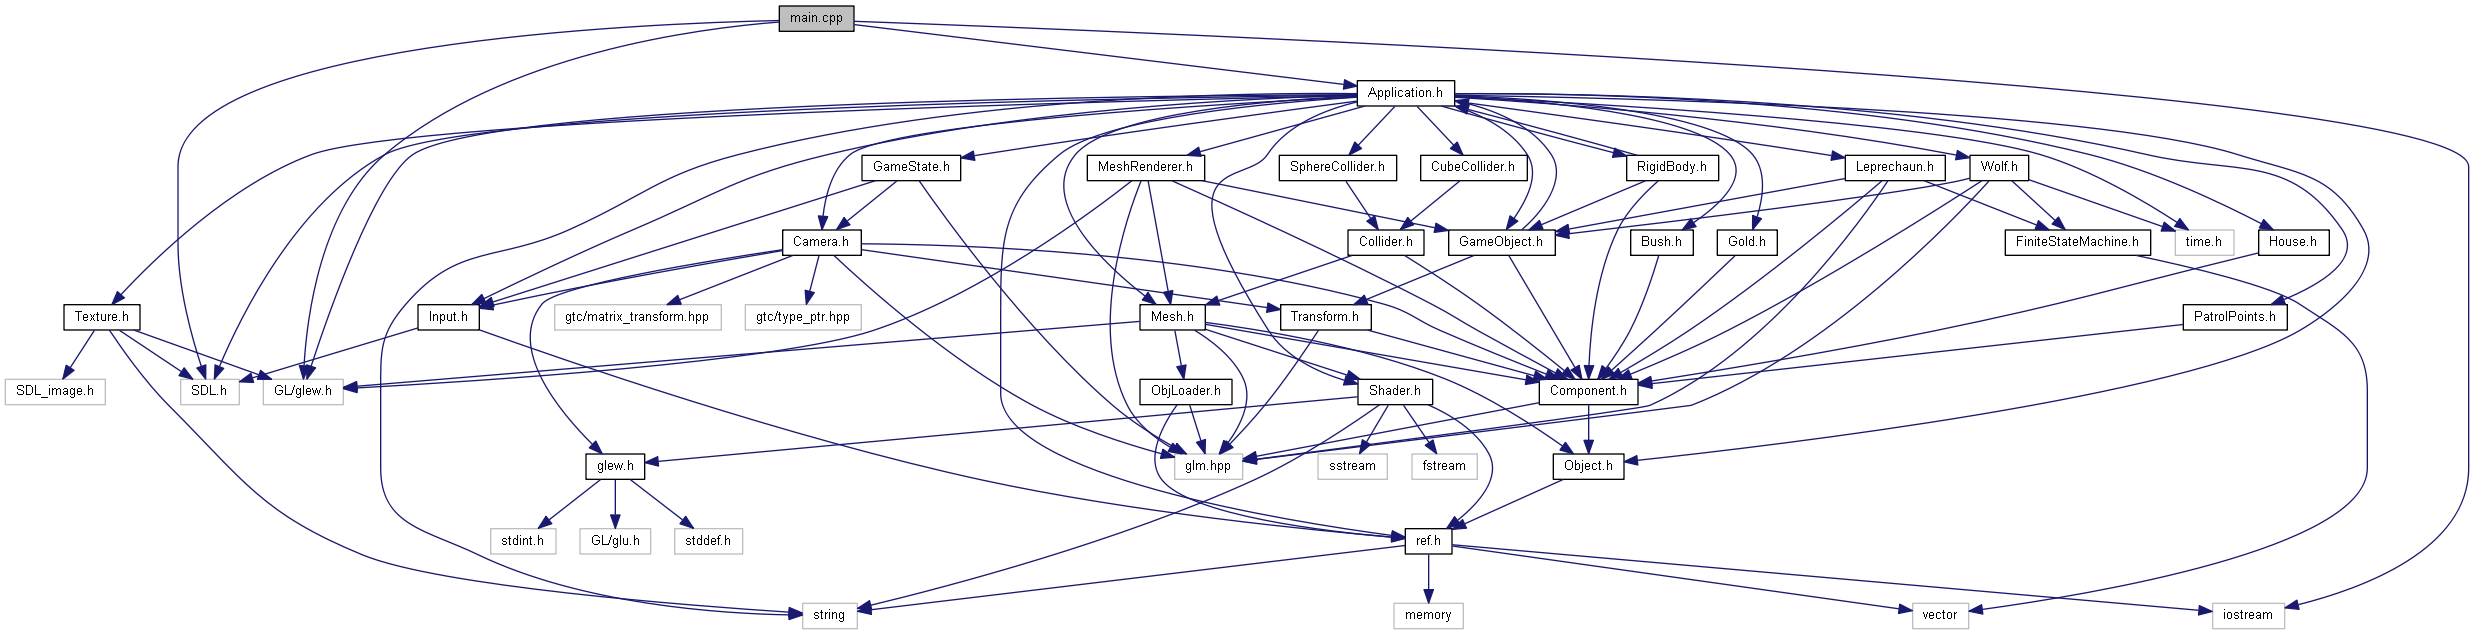 main.cpp
Application.h
GameState.h
MeshRenderer.h
SphereCollider.h
CubeCollider.h
RigidBody.h
Leprechaun.h
Wolf.h
Camera.h
Collider.h
GameObject.h
Bush.h
Gold.h
FiniteStateMachine.h
time.h
House.h
Texture.h
Input.h
gtc/matrix_transform.hpp
gtc/type_ptr.hpp
Mesh.h
Transform.h
PatrolPoints.h
SDL_image.h
SDL.h
GL/glew.h
ObjLoader.h
Shader.h
Component.h
glew.h
glm.hpp
sstream
fstream
Object.h
stdint.h
GL/glu.h
stddef.h
ref.h
string
memory
vector
iostream